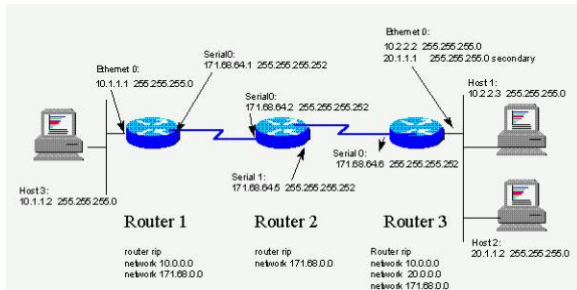 Ethernet 0:
10.2.2.2 255.255.255.0
20.1.1.1 255.255.255.0 secondary
Serial0:
171.68.64.1 255.255.255.252
Ethernet 0:
10.1.1.1 255.255.255.0
Host 1:
10.2.2.3 255.255.255.0
Serial0:
171.68.64.2 255.255.255.252
Serial 0:
171.68.64.6 255.255.255.252
Serial 1:
171.68.64.5 255.255.255.252
Host 3:
10.1.1.2 255.255.255.0
Router 1
Router 2
Router 3
Host 2:
20.1.1.2 255.255.255.0
router rip
network 10.0.0.0
network 171.68.0.0
router rip
network 171.68.0.0
Router rip
network 10.0.0.0
network 20.0.0.0
network 171.68.0.0